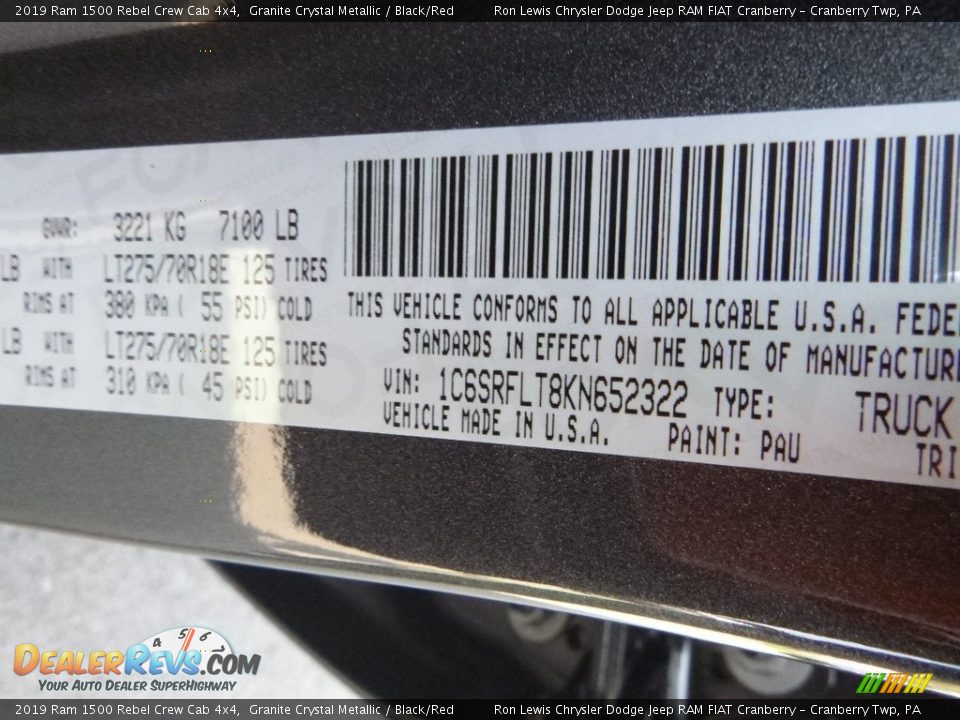 2019 Ram 1500 Rebel Crew Cab 4x4, Granite Crystal Metallic / Black/Red Ron Lewis Chrysler Dodge Jeep RAM FIAT Cranberry - Cranberry Twp, PA
GVWR: 3221 KG 7100 LB
LB WITH LT275/70R18E 125 TIRES
RIMS AT 380 KPA ( 55 PSI) COLD
LB WITH LT275/70R18E 125 TIRES
RIMS AT 310 KPA ( 45 PSI) COLD
THIS VEHICLE CONFORMS TO ALL APPLICABLE U.S.A. FEDE
STANDARDS IN EFFECT ON THE DATE OF MANUFACTUR
VIN: 1C6SRFLT8KN652322 TYPE: TRUCK
VEHICLE MADE IN U.S.A. PAINT: PAU TRI
4 5 6
DEALERREVS.COM
YOUR AUTO DEALER SUPERHIGHWAY
2019 Ram 1500 Rebel Crew Cab 4x4, Granite Crystal Metallic / Black/Red Ron Lewis Chrysler Dodge Jeep RAM FIAT Cranberry - Cranberry Twp, PA